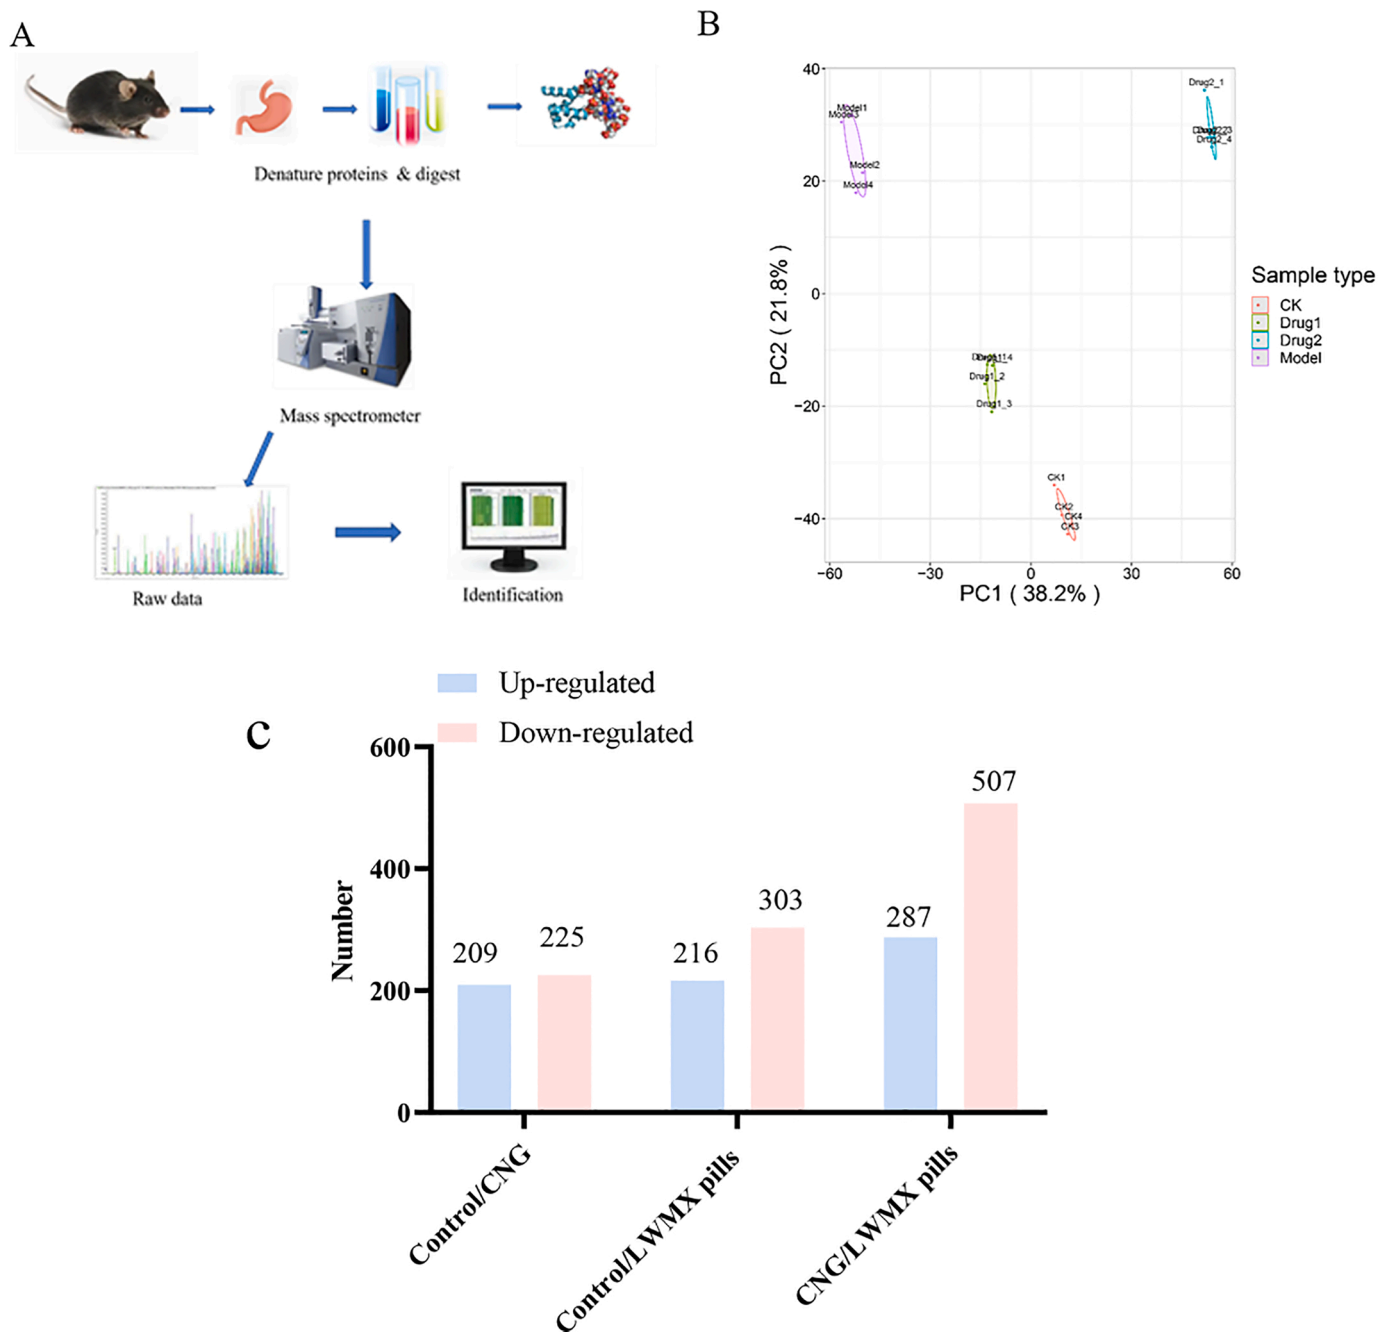 A
Denature proteins & digest
Mass spectrometer
Raw data
Identification
B
40
20
0
−20
−40
−60
−30
0
30
60
PC2 ( 21.8% )
PC1 ( 38.2% )
Model1
Model3
Model2
Model4
Drug2_1
Drug2_4
Drug1_2
Drug1_3
CK1
CK2
CK4
CK3
Sample type
CK
Drug1
Drug2
Model
c
Up-regulated
Down-regulated
600
400
200
0
Number
209
225
216
303
287
507
Control/CNG
Control/LWMX pills
CNG/LWMX pills